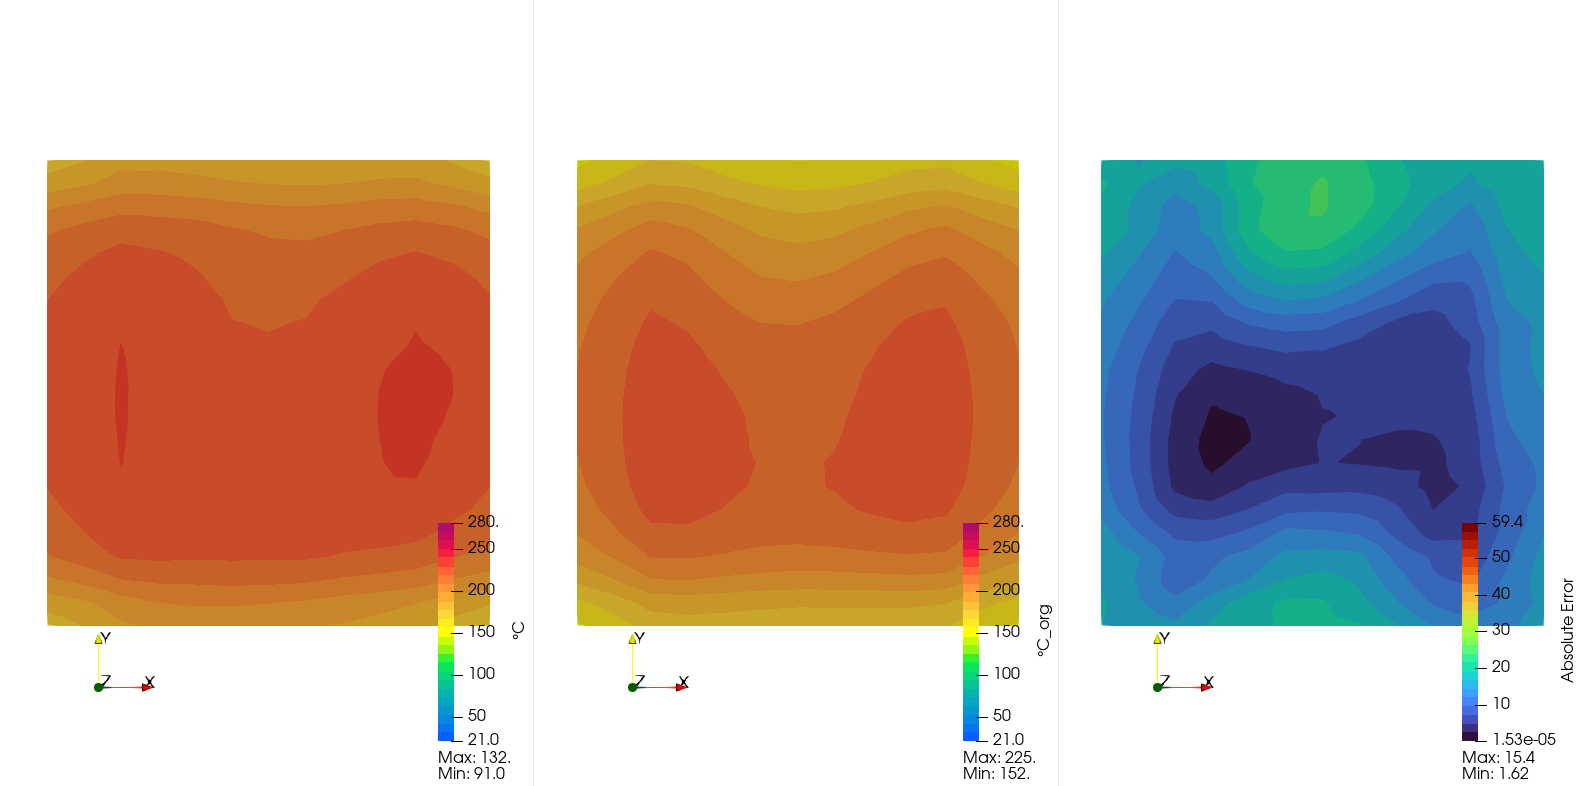 280.
250
200
150
100
50
21.0
°C
Max: 132.
Min: 91.0
Y
Z
X
280.
250
200
150
100
50
21.0
°C_org
Max: 225.
Min: 152.
Y
Z
X
59.4
50
40
30
20
10
1.53e-05
Absolute Error
Max: 15.4
Min: 1.62
Y
Z
X